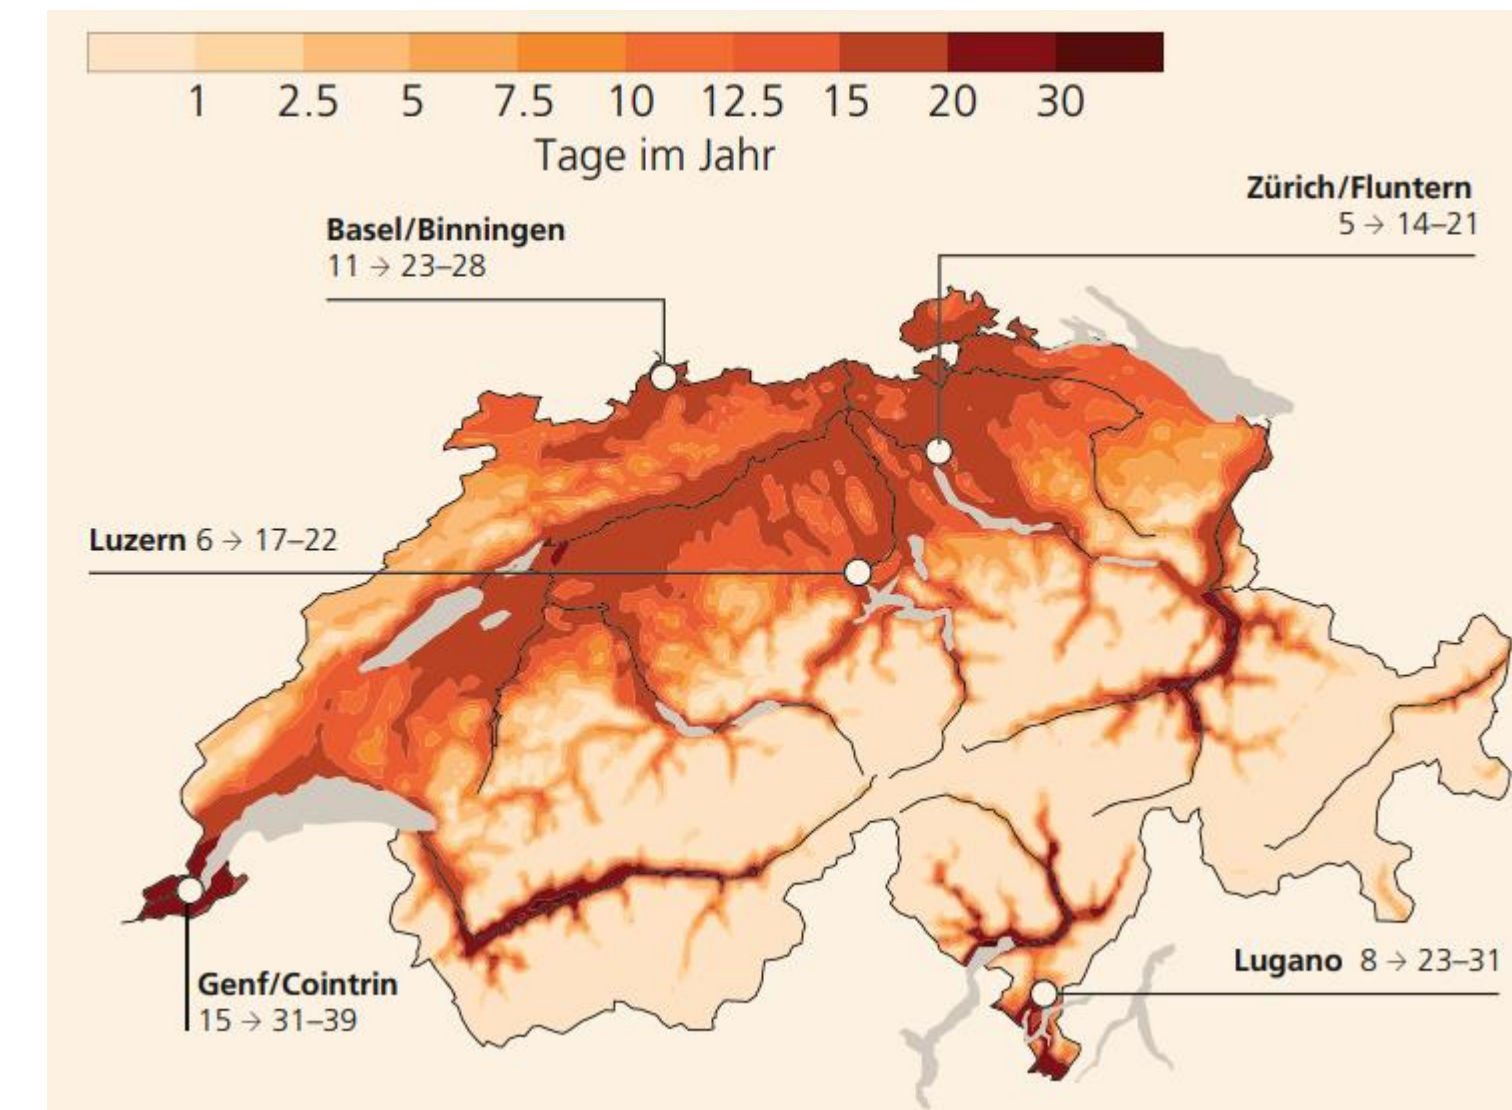 1 2.5 5 7.5 10 12.5 15 20 30
Tage im Jahr
Zürich/Fluntern
5 → 14–21
Basel/Binningen
11 → 23–28
Luzern 6 → 17–22
Lugano 8 → 23–31
Genf/Cointrin
15 → 31–39